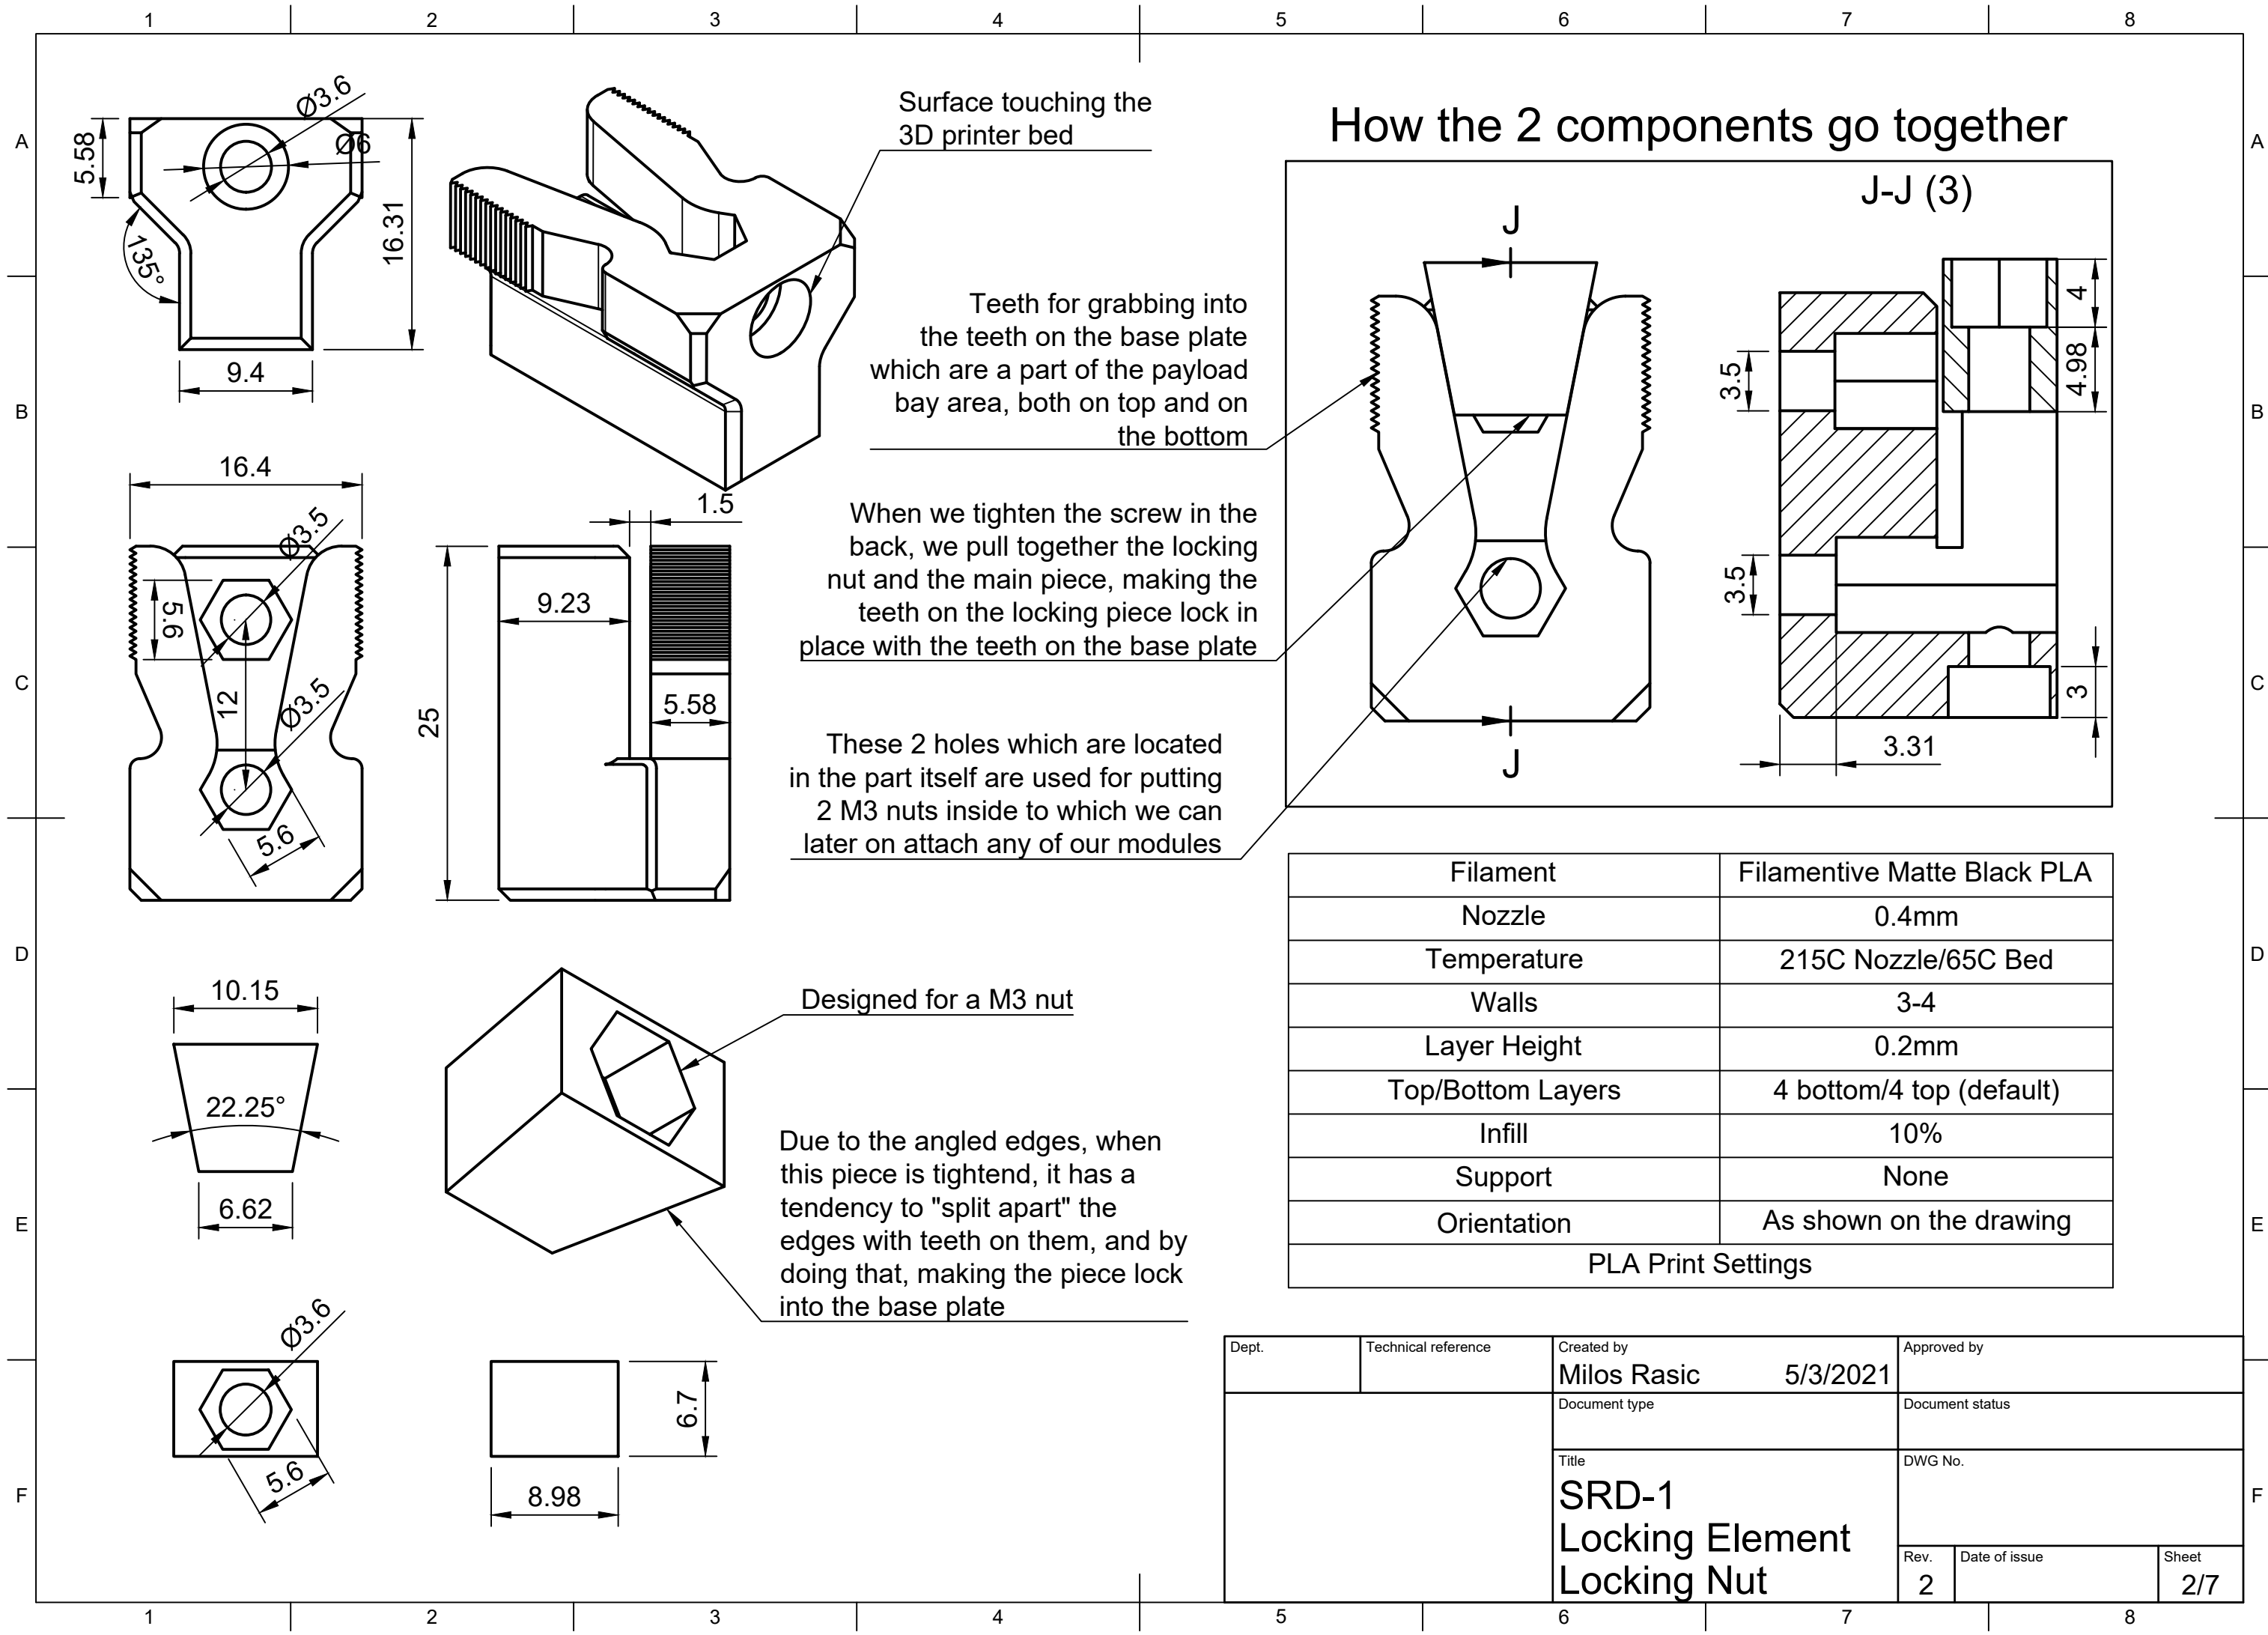 1 2 3 4 5 6 7 8
A
B
C
D
E
F
A
B
C
D
E
F
1 2 3 4 5 6 7 8
Ø3.6
Ø6
5.58
16.31
135°
9.4
Surface touching the
3D printer bed
Teeth for grabbing into
the teeth on the base plate
which are a part of the payload
bay area, both on top and on
the bottom
16.4
Ø3.5
5.6
12
Ø3.5
5.6
1.5
9.23
25
5.58
When we tighten the screw in the
back, we pull together the locking
nut and the main piece, making the
teeth on the locking piece lock in
place with the teeth on the base plate
These 2 holes which are located
in the part itself are used for putting
2 M3 nuts inside to which we can
later on attach any of our modules
How the 2 components go together
J-J (3)
J
J
4
4.98
3.5
3.5
3
3.31
10.15
22.25°
6.62
Designed for a M3 nut
Due to the angled edges, when
this piece is tightend, it has a
tendency to "split apart" the
edges with teeth on them, and by
doing that, making the piece lock
into the base plate
Ø3.6
5.6
6.7
8.98
Filament Filamentive Matte Black PLA
Nozzle 0.4mm
Temperature 215C Nozzle/65C Bed
Walls 3-4
Layer Height 0.2mm
Top/Bottom Layers 4 bottom/4 top (default)
Infill 10%
Support None
Orientation As shown on the drawing
PLA Print Settings
Dept. Technical reference Created by Approved by
Milos Rasic 5/3/2021
Document type Document status
Title DWG No.
SRD-1
Locking Element
Locking Nut
Rev. Date of issue Sheet
2 2/7